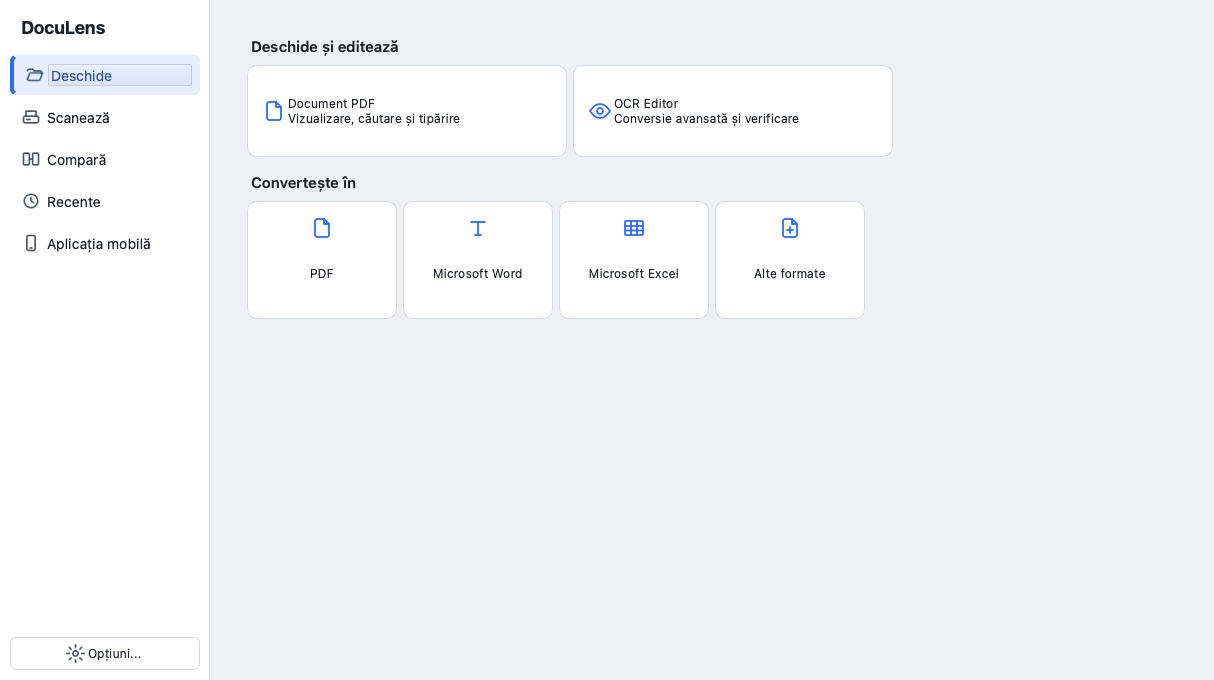 DocuLens
Deschide
Scanează
Compară
Recente
Aplicația mobilă
Opțiuni...
Deschide și editează
Document PDF
Vizualizare, căutare și tipărire
OCR Editor
Conversie avansată și verificare
Convertește în
PDF
Microsoft Word
Microsoft Excel
Alte formate